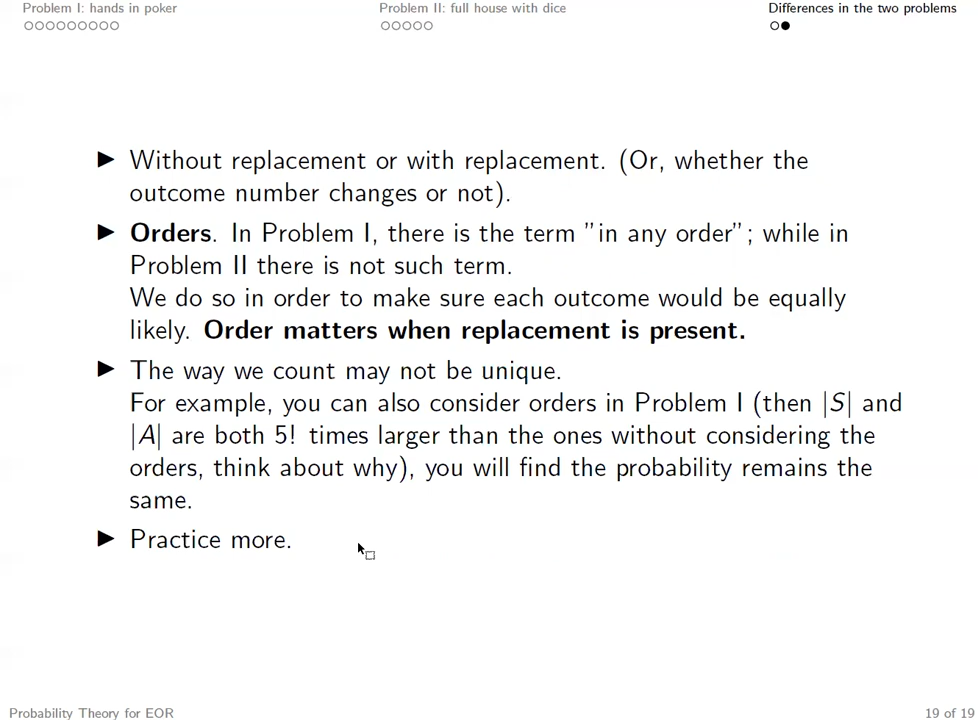 Problem I: hands in poker
Problem II: full house with dice
Differences in the two problems
Without replacement or with replacement. (Or, whether the
outcome number changes or not).
Orders. In Problem I, there is the term "in any order"; while in
Problem II there is not such term.
We do so in order to make sure each outcome would be equally
likely. Order matters when replacement is present.
The way we count may not be unique.
For example, you can also consider orders in Problem I (then |S| and
|A| are both 5! times larger than the ones without considering the
orders, think about why), you will find the probability remains the
same.
Practice more.
Probability Theory for EOR
19 of 19